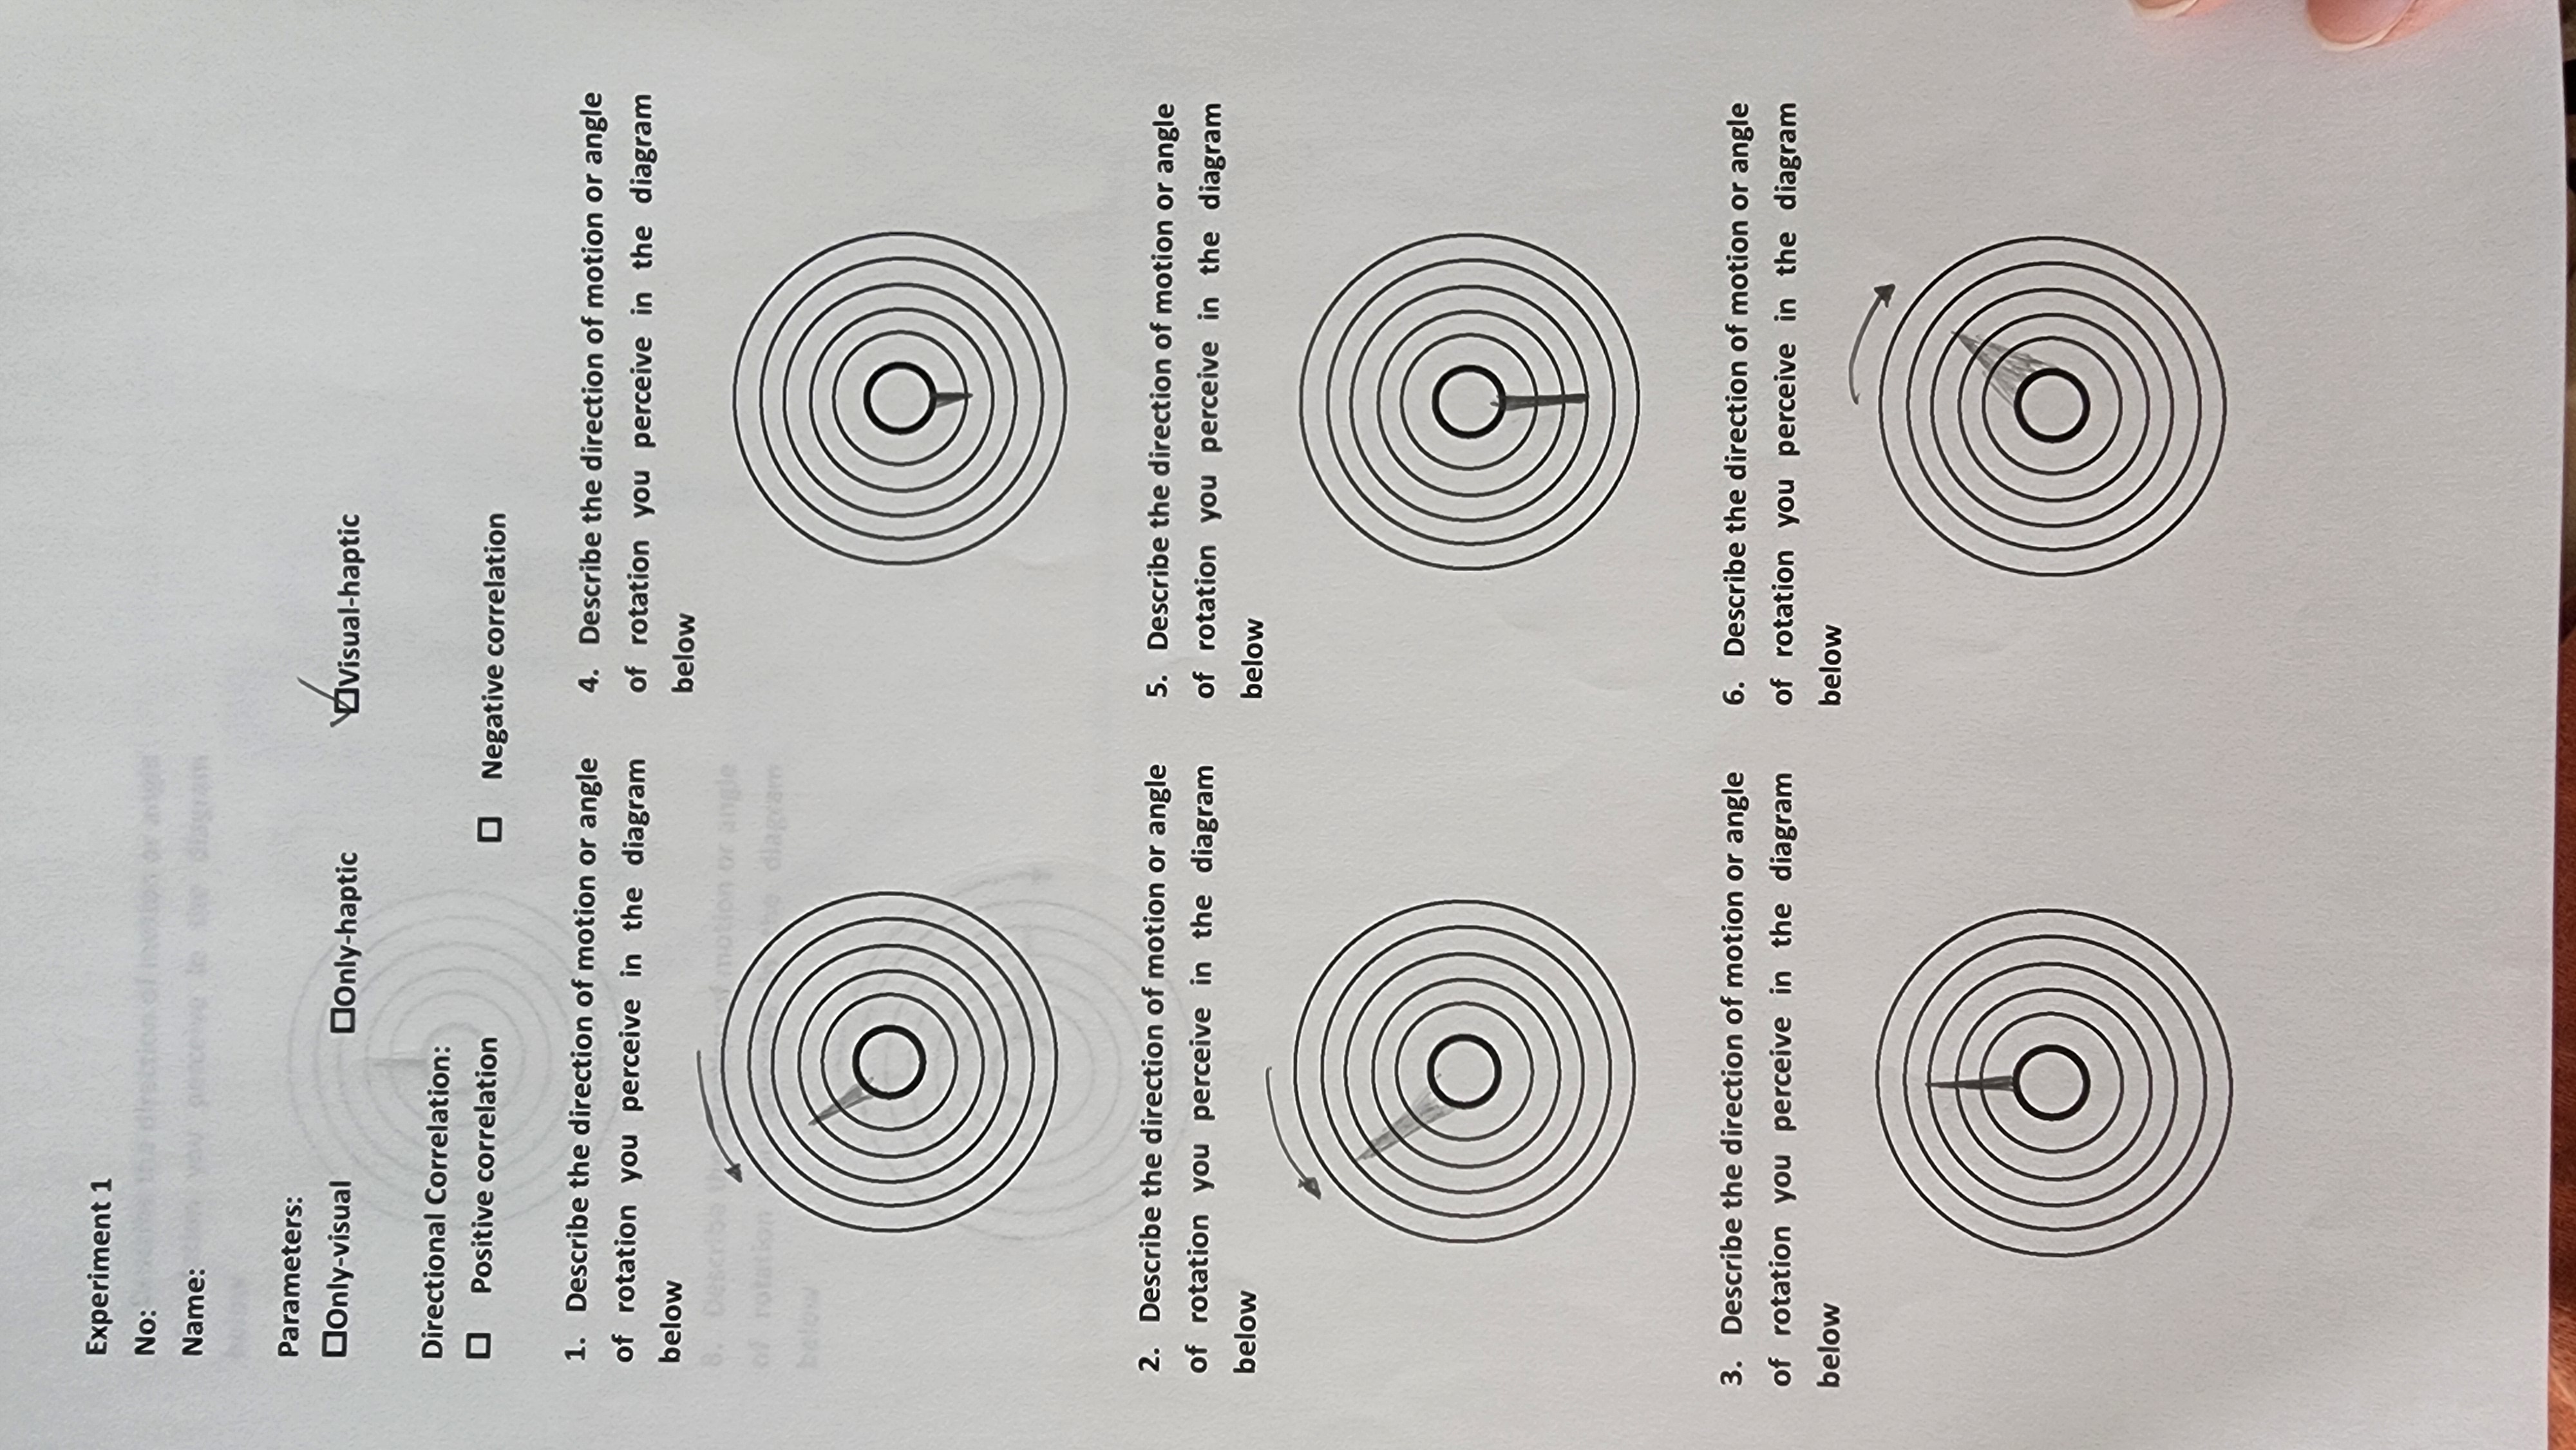 Experiment 1
No:
Name:
Parameters:
☐Only-visual ☐Only-haptic ☑Visual-haptic
Directional Correlation:
☐ Positive correlation ☐ Negative correlation
1. Describe the direction of motion or angle
of rotation you perceive in the diagram
below
2. Describe the direction of motion or angle
of rotation you perceive in the diagram
below
3. Describe the direction of motion or angle
of rotation you perceive in the diagram
below
4. Describe the direction of motion or angle
of rotation you perceive in the diagram
below
5. Describe the direction of motion or angle
of rotation you perceive in the diagram
below
6. Describe the direction of motion or angle
of rotation you perceive in the diagram
below